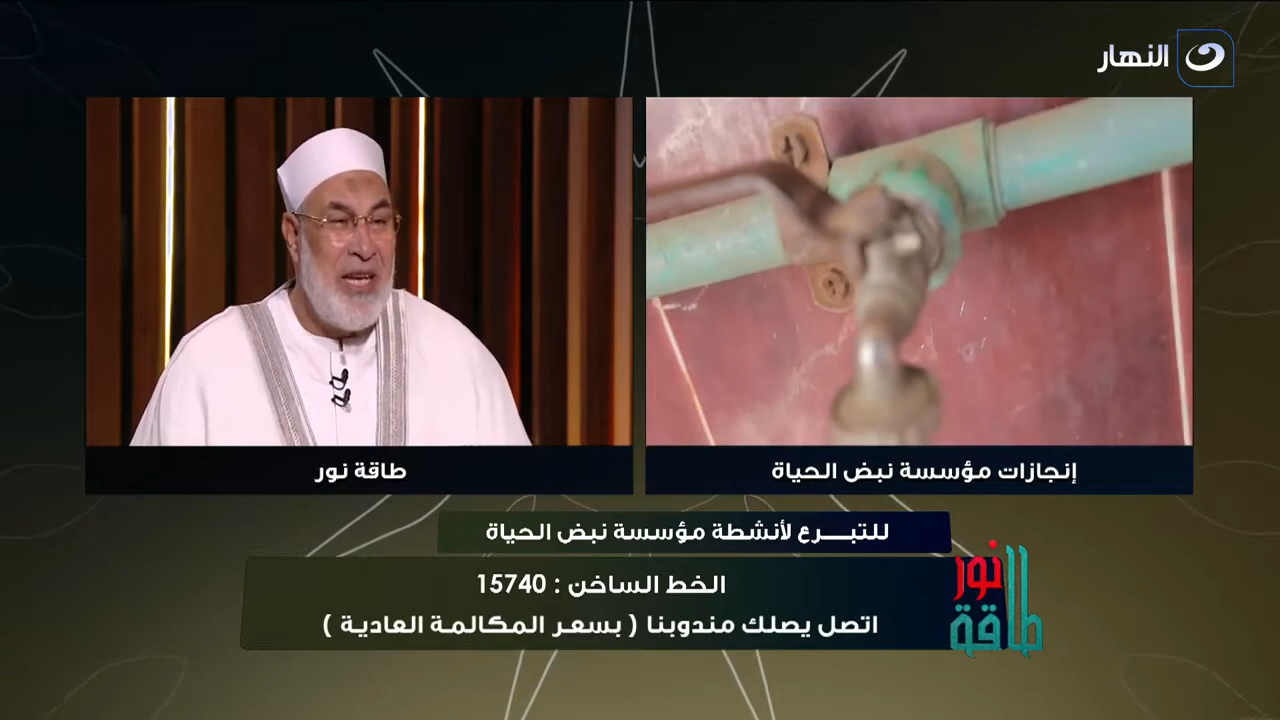 النهار
إنجازات مؤسسة نبض الحياة
طاقة نور
للتبـــرع لأنشطة مؤسسة نبض الحياة
الخط الساخن : 15740
اتصل يصلك مندوبنا ( بسعر المكالمة العادية )
طاقة نور